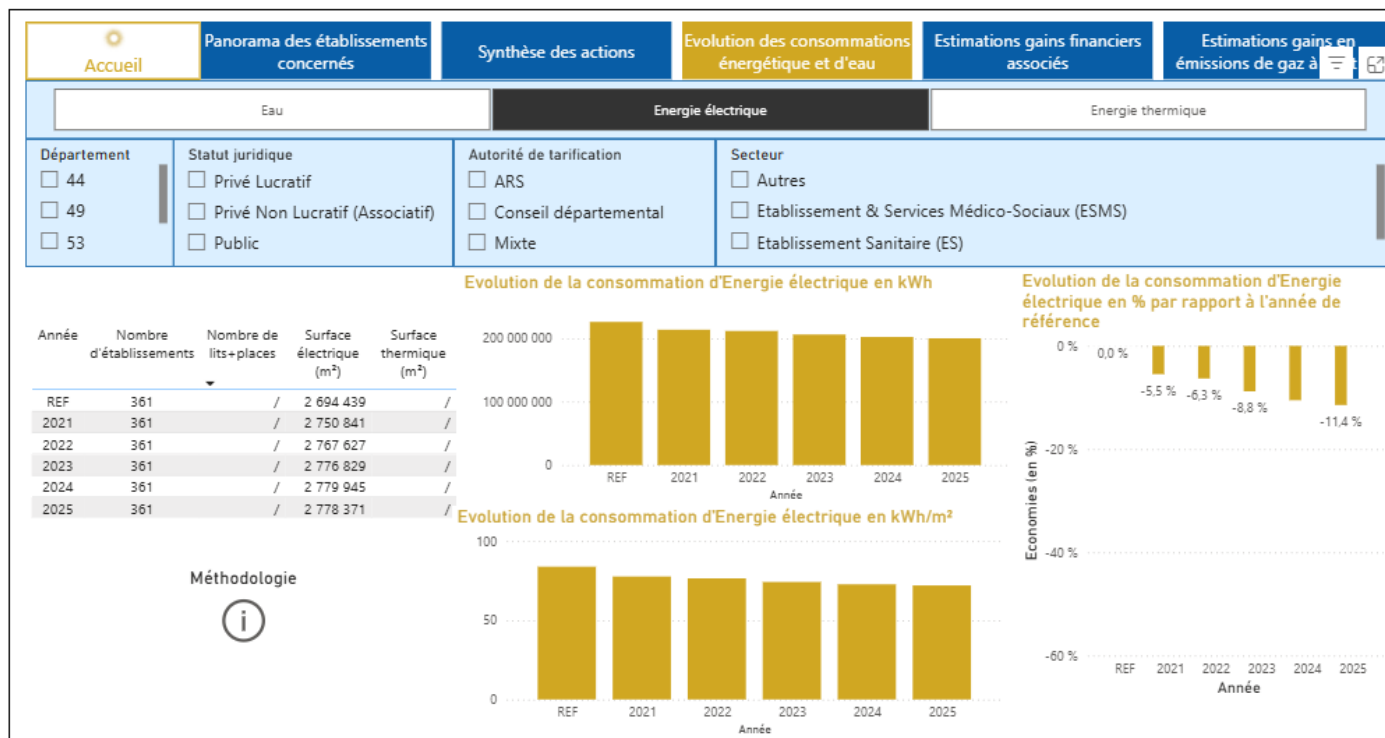 Accueil
Panorama des établissements
concernés
Synthèse des actions
Evolution des consommations
énergétique et d'eau
Estimations gains financiers
associés
Estimations gains en
émissions de gaz à
Eau
Energie électrique
Energie thermique
Département
44
49
53
Statut juridique
Privé Lucratif
Privé Non Lucratif (Associatif)
Public
Autorité de tarification
ARS
Conseil départemental
Mixte
Secteur
Autres
Etablissement & Services Médico-Sociaux (ESMS)
Etablissement Sanitaire (ES)
Année Nombre d'établissements Nombre de lits+places Surface électrique (m²) Surface thermique (m²)
REF 361 / 2 694 439 /
2021 361 / 2 750 841 /
2022 361 / 2 767 627 /
2023 361 / 2 776 829 /
2024 361 / 2 779 945 /
2025 361 / 2 778 371 /
Méthodologie
i
Evolution de la consommation d'Energie électrique en kWh
200 000 000
100 000 000
0
REF 2021 2022 2023 2024 2025
Année
Evolution de la consommation d'Energie électrique en kWh/m²
100
50
0
REF 2021 2022 2023 2024 2025
Année
Evolution de la consommation d'Energie
électrique en % par rapport à l'année de
référence
0 %
0,0 %
-5,5 % -6,3 % -8,8 % -11,4 %
-20 %
-40 %
-60 %
Economies (en %)
REF 2021 2022 2023 2024 2025
Année